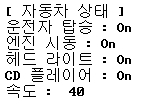 [ 자동차 상태 ]
운전자 탑승 : On
엔진 시동 : On
헤드 라이트 : On
CD 플레이어 : On
속도 : 40